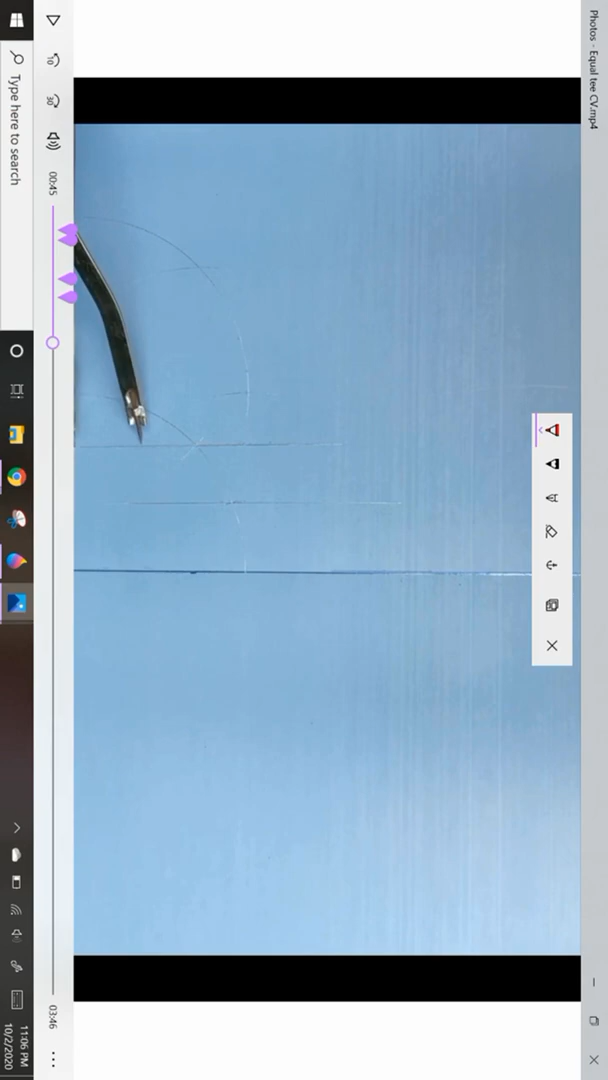 Photos - Equal tee CV.mp4
10
30
00:45
03:46
Type here to search
11:06 PM
10/2/2020